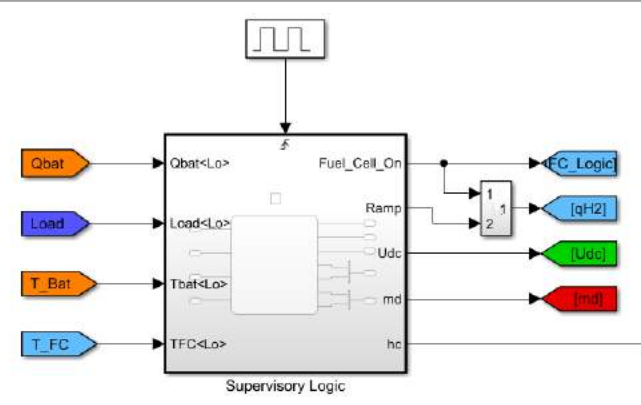 Qbat
Load
T_Bat
T_FC
Qbat<Lo>
Load<Lo>
Tbat<Lo>
TFC<Lo>
Fuel_Cell_On
Ramp
Udc
md
hc
1
2
1
FC_Logic]
[qH2]
[Udc]
[md]
Supervisory Logic